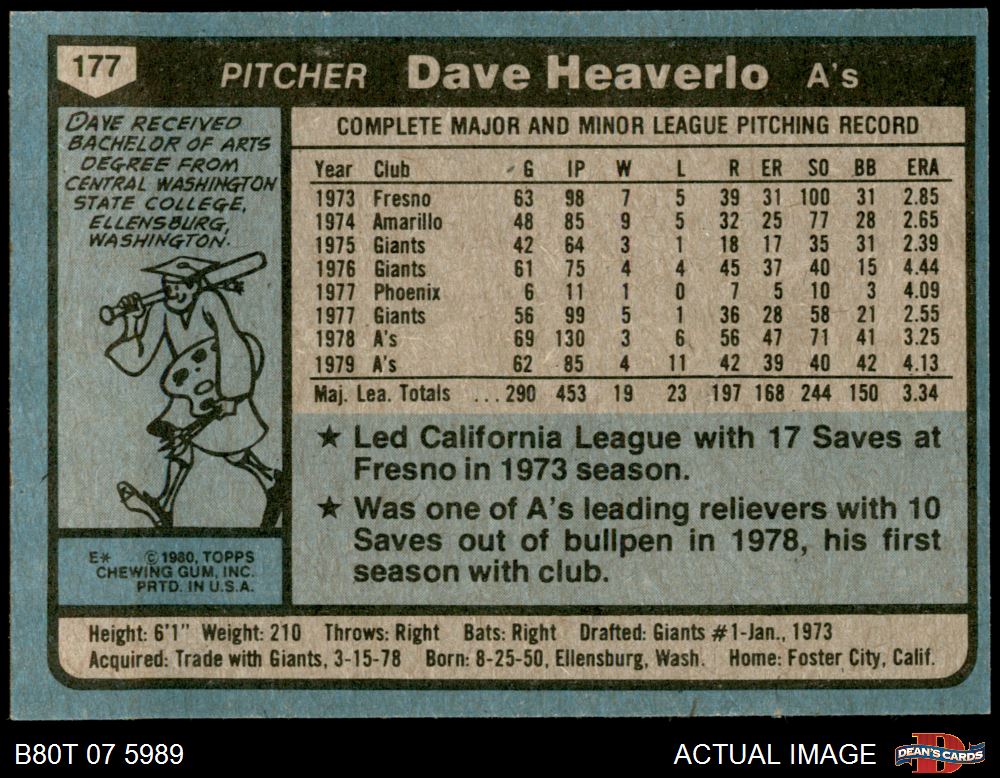 177
PITCHER Dave Heaverlo A's
DAVE RECEIVED
BACHELOR OF ARTS
DEGREE FROM
CENTRAL WASHINGTON
STATE COLLEGE,
ELLENSBURG,
WASHINGTON.
E* ©1980, TOPPS
CHEWING GUM, INC.
PRTD. IN U.S.A.
COMPLETE MAJOR AND MINOR LEAGUE PITCHING RECORD
Year Club G IP W L R ER SO BB ERA
1973 Fresno 63 98 7 5 39 31 100 31 2.85
1974 Amarillo 48 85 9 5 32 25 77 28 2.65
1975 Giants 42 64 3 1 18 17 35 31 2.39
1976 Giants 61 75 4 4 45 37 40 15 4.44
1977 Phoenix 6 11 1 0 7 5 10 3 4.09
1977 Giants 56 99 5 1 36 28 58 21 2.55
1978 A's 69 130 3 6 56 47 71 41 3.25
1979 A's 62 85 4 11 42 39 40 42 4.13
Maj. Lea. Totals ...290 453 19 23 197 168 244 150 3.34
★ Led California League with 17 Saves at
Fresno in 1973 season.
★ Was one of A's leading relievers with 10
Saves out of bullpen in 1978, his first
season with club.
Height: 6'1" Weight: 210 Throws: Right Bats: Right Drafted: Giants #1-Jan., 1973
Acquired: Trade with Giants, 3-15-78 Born: 8-25-50, Ellensburg, Wash. Home: Foster City, Calif.
B80T 07 5989
ACTUAL IMAGE
D
DEAN'S CARDS